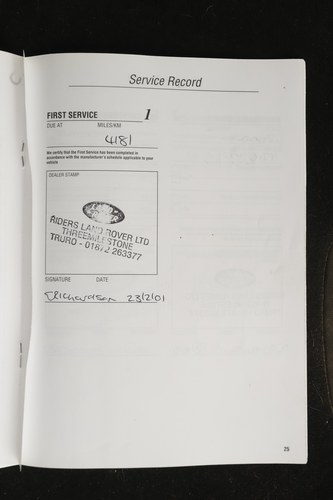 Service Record
FIRST SERVICE 1
DUE AT MILES/KM
4181
We certify that the First Service has been completed in
accordance with the manufacturer's schedule applicable to your
vehicle
DEALER STAMP
RIDERS LAND ROVER LTD
THREEMILESTONE
TRURO - 01872 263377
SIGNATURE DATE
JRichardson 23/2/01
25